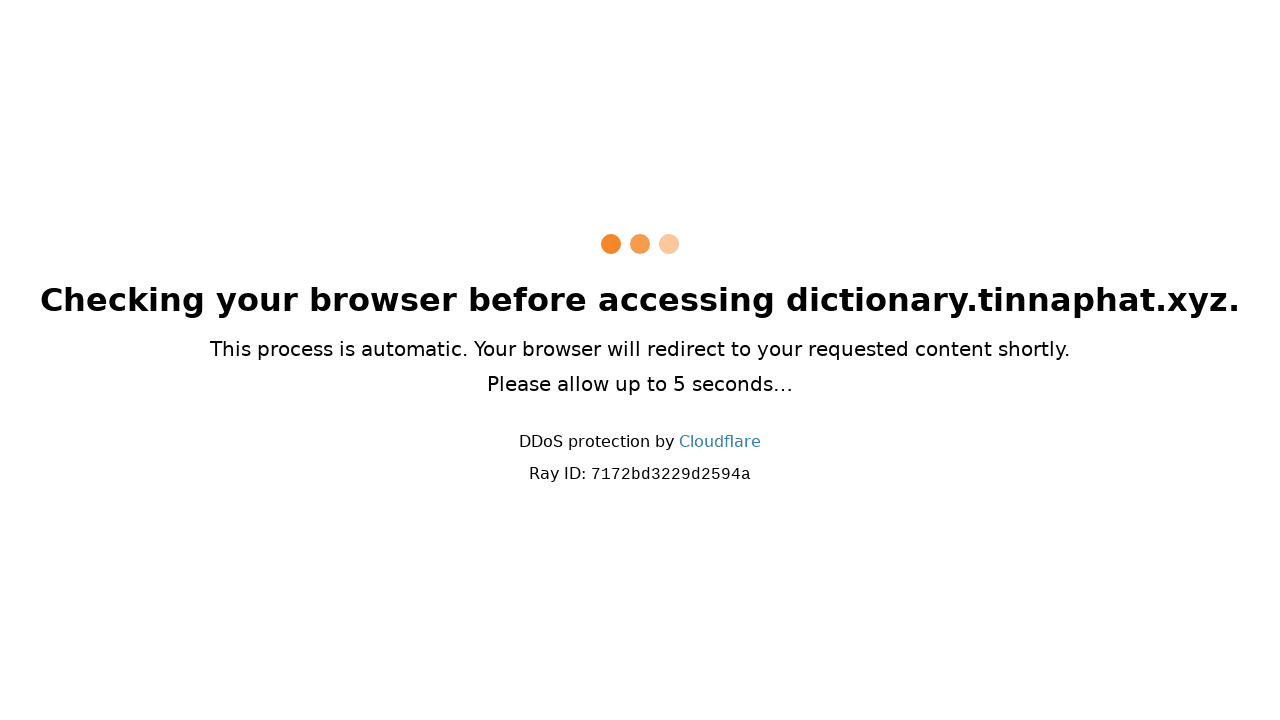 Checking your browser before accessing dictionary.tinnaphat.xyz.
This process is automatic. Your browser will redirect to your requested content shortly.
Please allow up to 5 seconds…
DDoS protection by Cloudflare
Ray ID: 7172bd3229d2594a